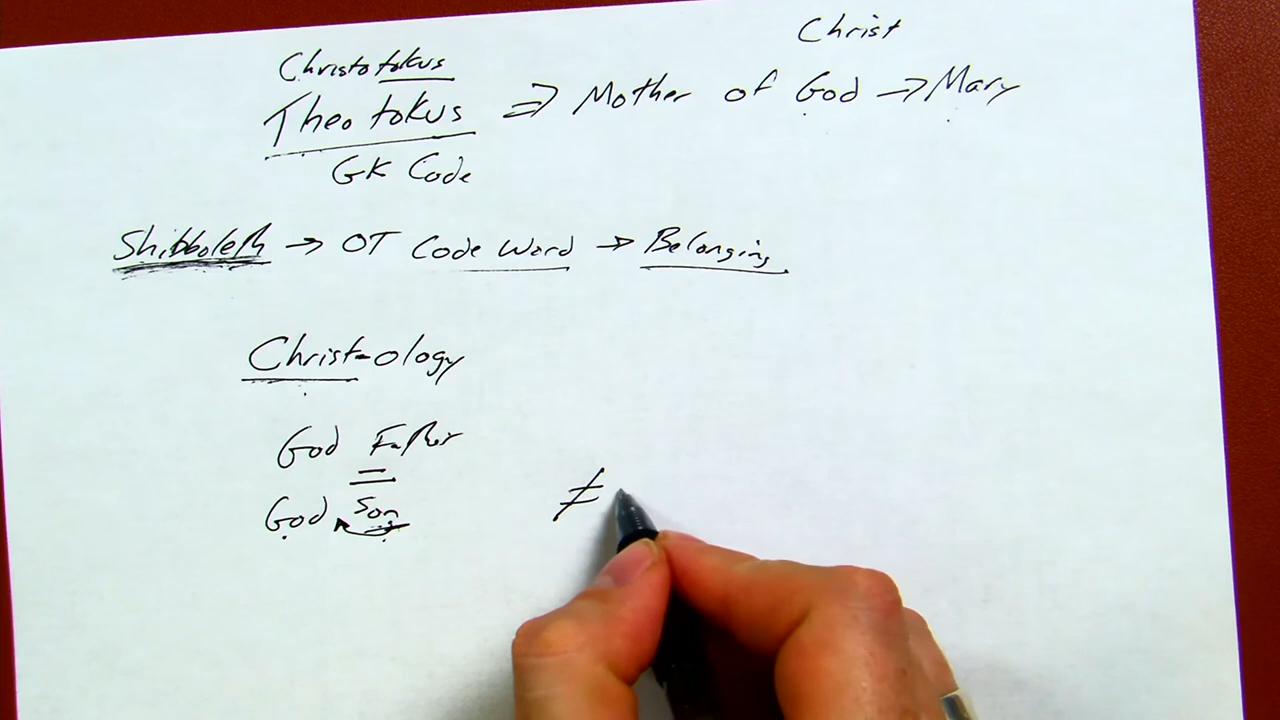 Christ
Christotokus
Theotokus ⇒ Mother of God → Mary
GK Code
Shibboleth → OT Code Word → Belonging
Christ-ology
God Father
=
God Son
≠